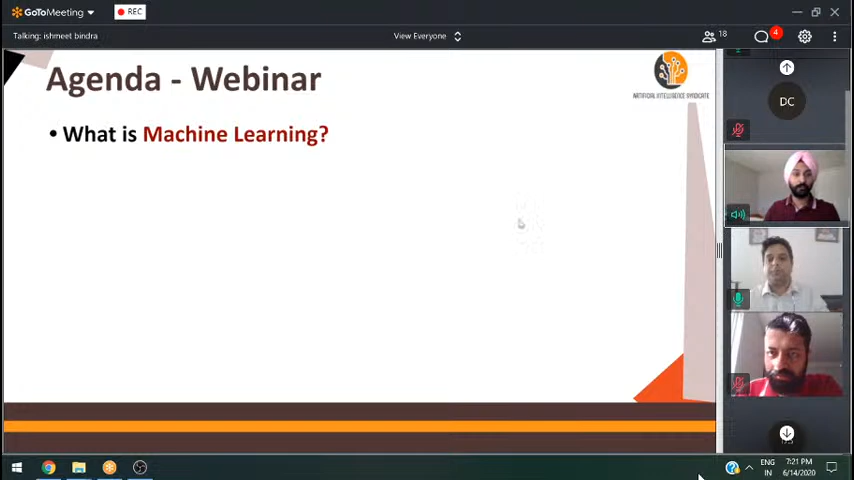 GoToMeeting
REC
Talking: ishmeet bindra
View Everyone
18
4
Agenda - Webinar
ARTIFICIAL INTELLIGENCE SYNDICATE
• What is Machine Learning?
DC
ENG
IN
7:21 PM
6/14/2020